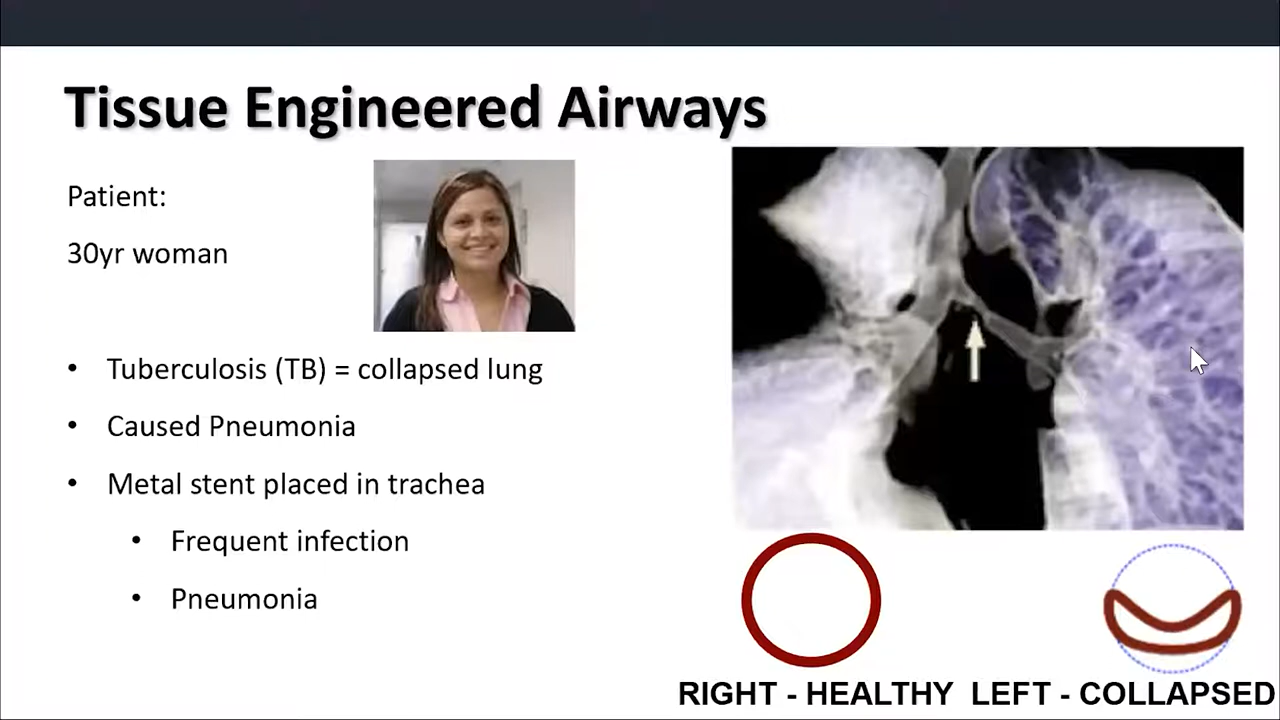 Tissue Engineered Airways
Patient:
30yr woman
• Tuberculosis (TB) = collapsed lung
• Caused Pneumonia
• Metal stent placed in trachea
• Frequent infection
• Pneumonia
RIGHT - HEALTHY LEFT - COLLAPSED